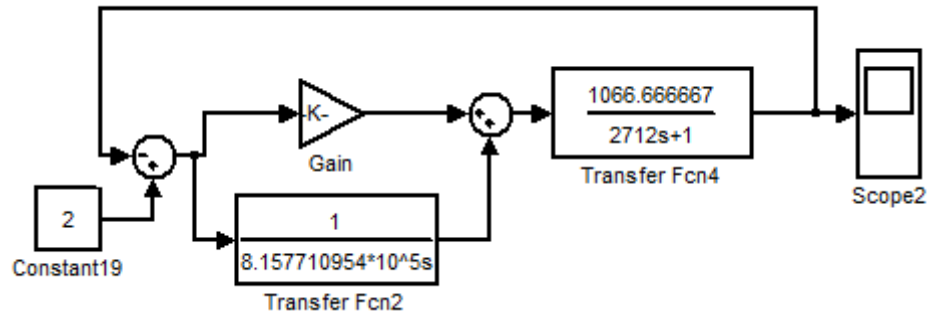 1066.666667
2712s+1
Transfer Fcn4
-K-
Gain
Scope2
2
Constant19
1
8.157710954*10^5s
Transfer Fcn2